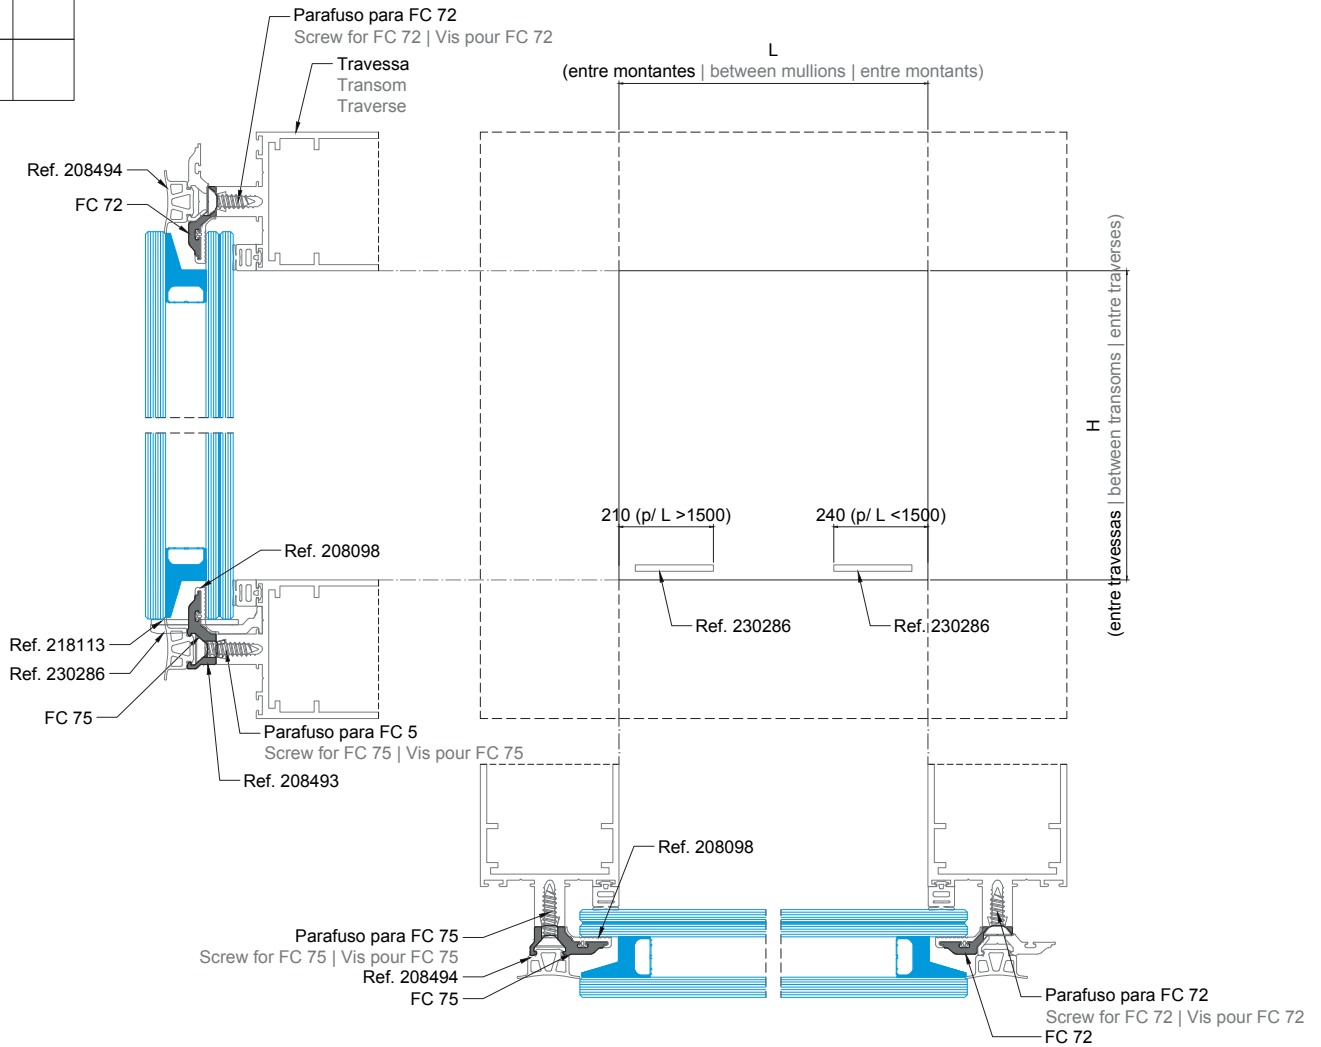 Parafuso para FC 72
Screw for FC 72 | Vis pour FC 72
Travessa
Transom
Traverse
L
(entre montantes | between mullions | entre montants)
Ref. 208494
FC 72
H
(entre travessas | between transoms | entre traverses)
210 (p/ L >1500)
240 (p/ L <1500)
Ref. 208098
Ref. 230286
Ref. 230286
Ref. 218113
Ref. 230286
FC 75
Parafuso para FC 5
Screw for FC 75 | Vis pour FC 75
Ref. 208493
Ref. 208098
Parafuso para FC 75
Screw for FC 75 | Vis pour FC 75
Ref. 208494
FC 75
Parafuso para FC 72
Screw for FC 72 | Vis pour FC 72
FC 72